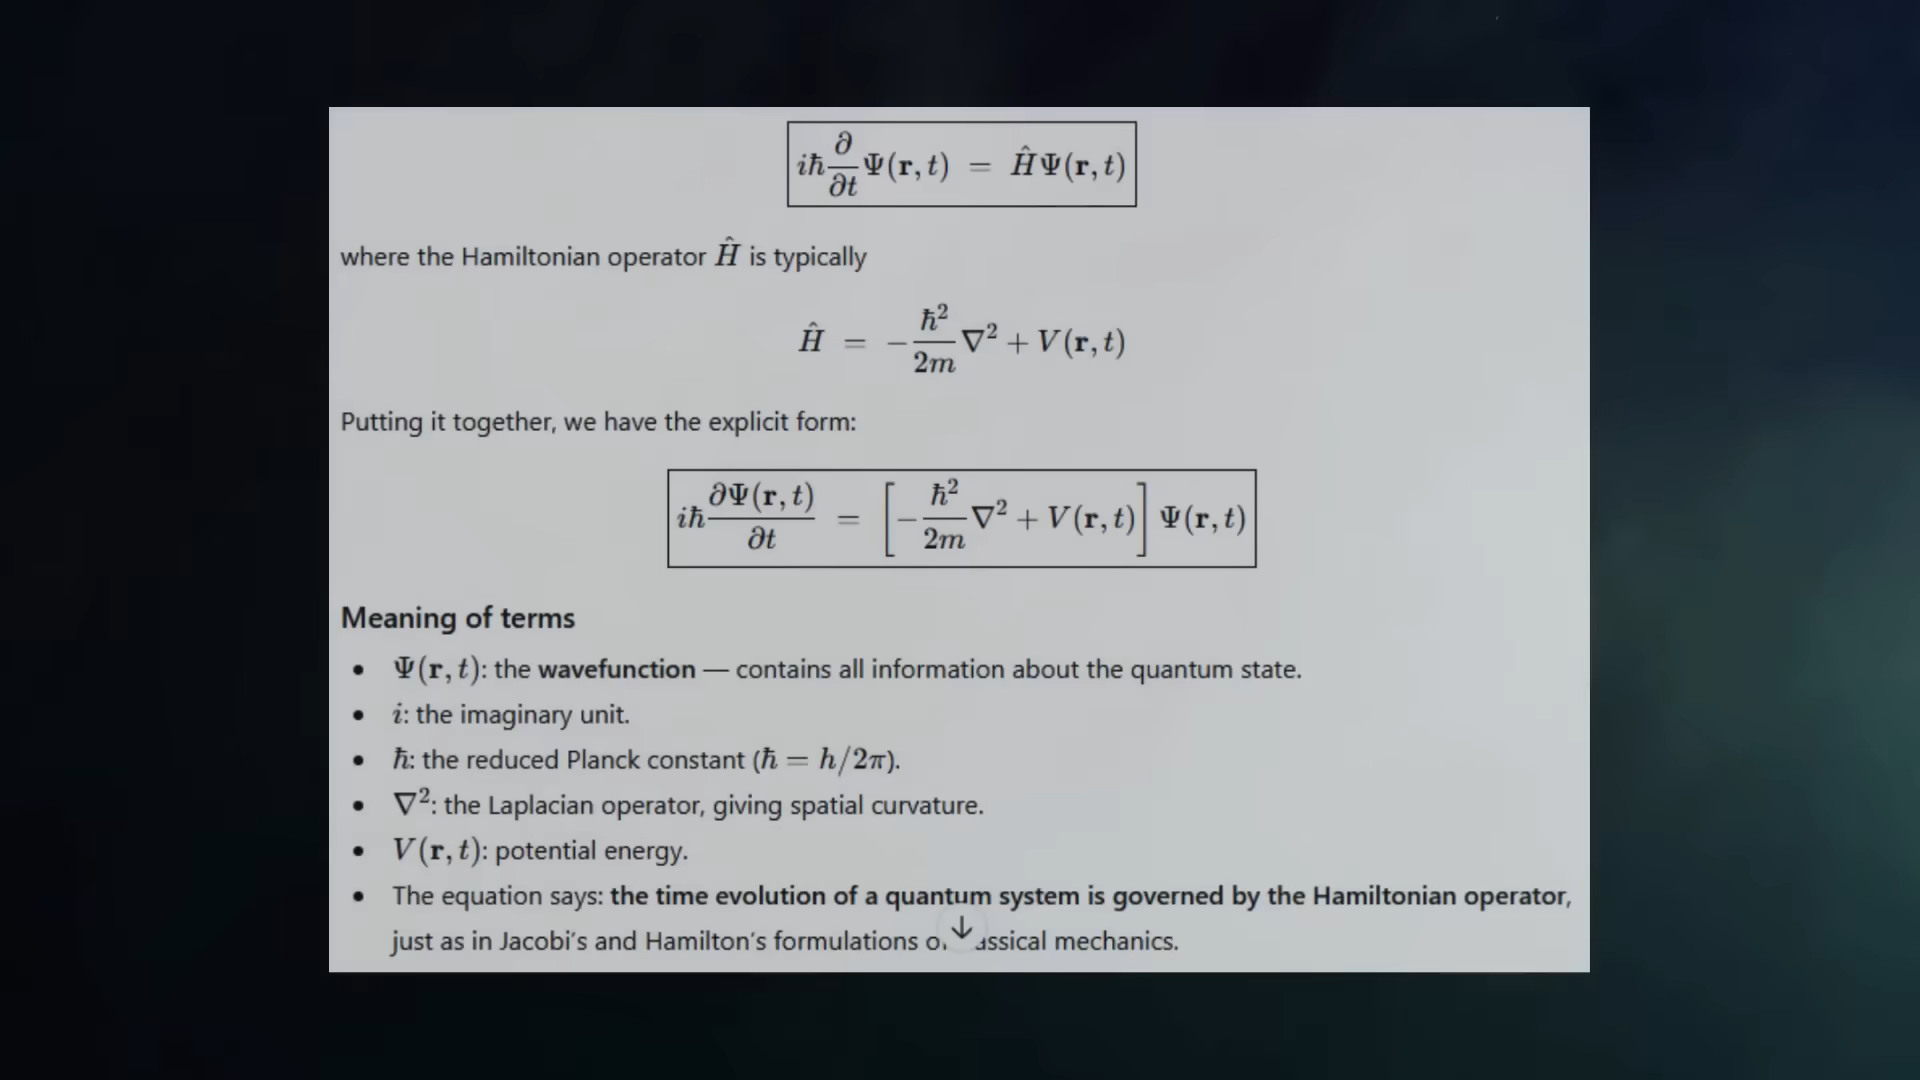 iħ ∂/∂t Ψ(r, t) = ĤΨ(r, t)
where the Hamiltonian operator Ĥ is typically
Ĥ = −ħ²/2m ∇² + V(r, t)
Putting it together, we have the explicit form:
iħ ∂Ψ(r, t)/∂t = [−ħ²/2m ∇² + V(r, t)] Ψ(r, t)
Meaning of terms
• Ψ(r, t): the wavefunction — contains all information about the quantum state.
• i: the imaginary unit.
• ħ: the reduced Planck constant (ħ = h/2π).
• ∇²: the Laplacian operator, giving spatial curvature.
• V(r, t): potential energy.
• The equation says: the time evolution of a quantum system is governed by the Hamiltonian operator,
just as in Jacobi's and Hamilton's formulations mechanics.